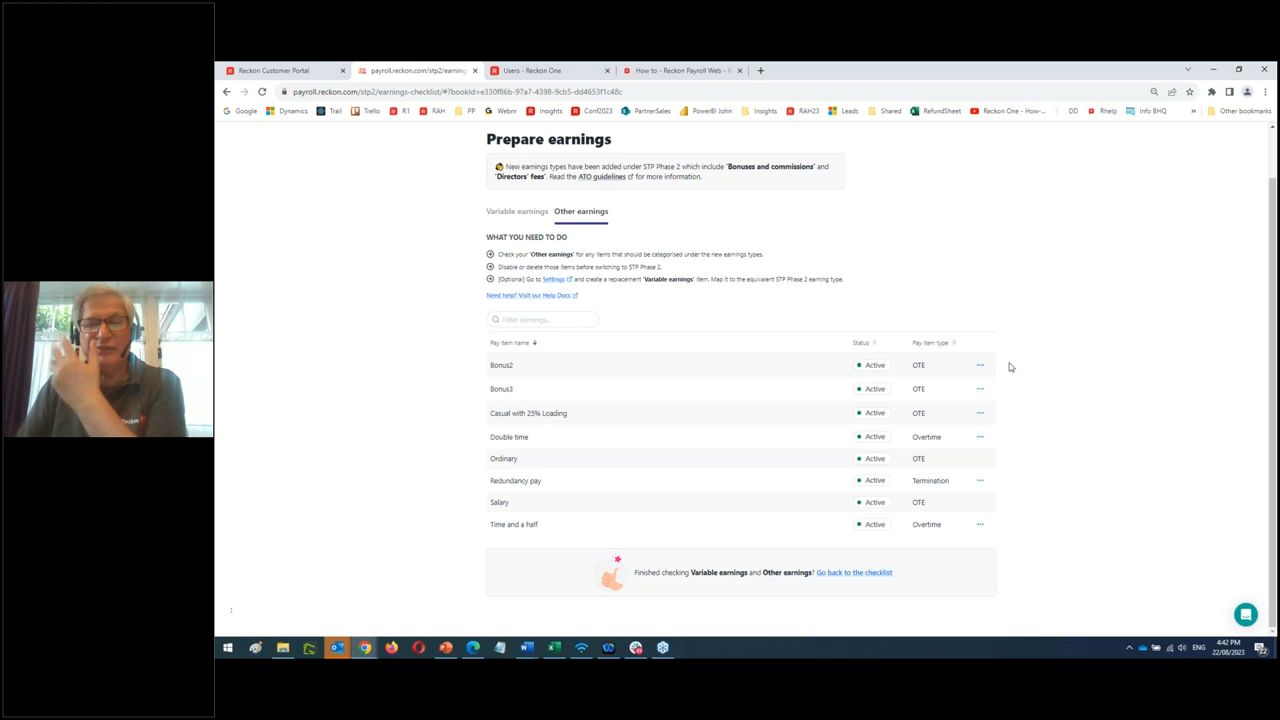 Reckon Customer Portal
payroll.reckon.com/stp2/earning
Users - Reckon One
How to - Reckon Payroll Web - R
payroll.reckon.com/stp2/earnings-checklist/#?bookId=e330f86b-97a7-4398-9cb5-dd4653f1c48c
Google Dynamics Trail Trello R1 RAH PP Webnr Insights Conf2023 PartnerSales PowerBI John Insights RAH23 Leads Shared RefundSheet Reckon One - How-... DD Rhelp Info BHQ » Other bookmarks
Prepare earnings
New earnings types have been added under STP Phase 2 which include 'Bonuses and commissions' and
'Directors' fees'. Read the ATO guidelines for more information.
Variable earnings Other earnings
WHAT YOU NEED TO DO
Check your 'Other earnings' for any items that should be categorised under the new earnings types.
Disable or delete those items before switching to STP Phase 2.
[Optional] Go to Settings and create a replacement 'Variable earnings' item. Map it to the equivalent STP Phase 2 earning type.
Need help? Visit our Help Docs
Filter earnings...
Pay item name Status Pay item type
Bonus2 Active OTE
Bonus3 Active OTE
Casual with 25% Loading Active OTE
Double time Active Overtime
Ordinary Active OTE
Redundancy pay Active Termination
Salary Active OTE
Time and a half Active Overtime
Finished checking Variable earnings and Other earnings? Go back to the checklist
:
ENG
4:42 PM
22/08/2023
22